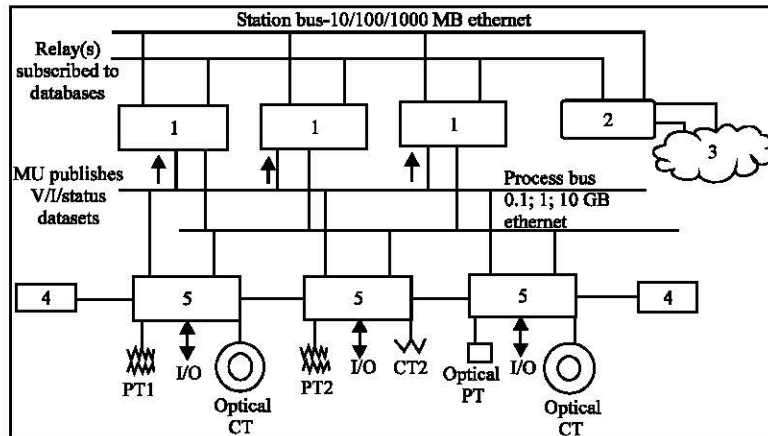 Station bus-10/100/1000 MB ethernet
Relay(s)
subscribed to
databases
1
1
1
2
3
MU publishes
V/I/status
datasets
Process bus
0.1; 1; 10 GB
ethernet
4
5
5
5
4
PT1
I/O
Optical
CT
PT2
I/O
CT2
Optical
PT
I/O
Optical
CT